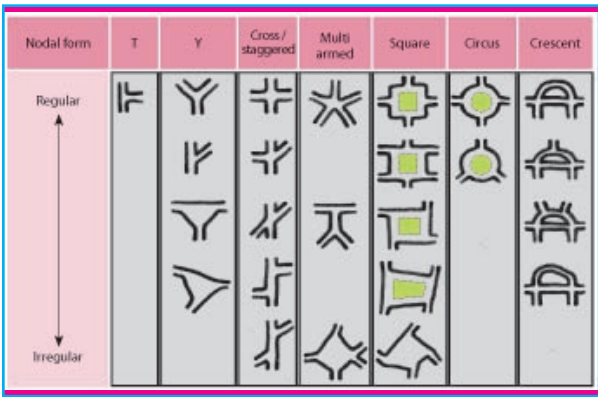 Nodal form T Y Cross / staggered Multi armed Square Circus Crescent
Regular
Irregular